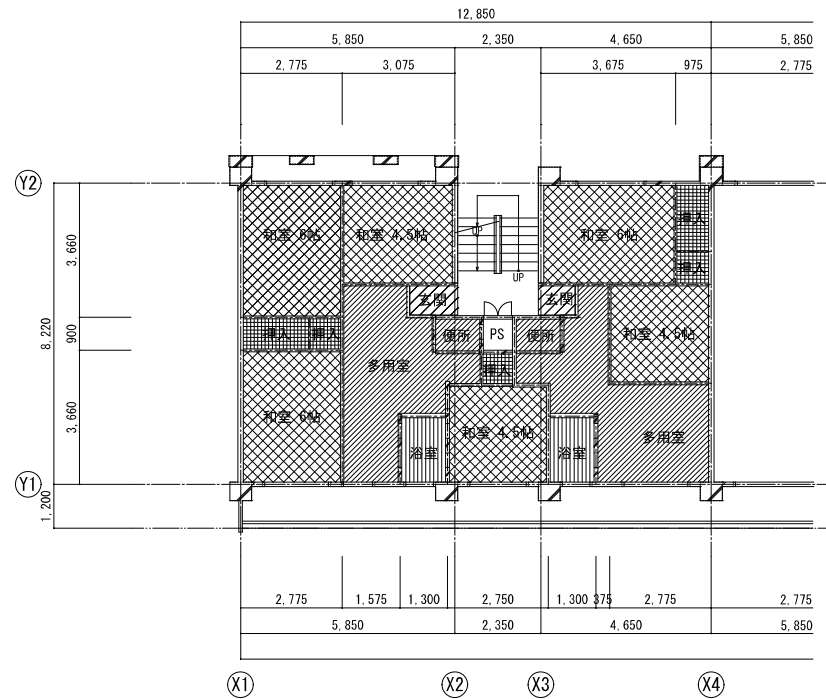 12,850
5,850 2,350 4,650 5,850
2,775 3,075 3,675 975 2,775
Y2
3,660
8,220
900
3,660
Y1
1,200
和室 6帖 和室 4.5帖 UP 和室 6帖 押入
押入
UP
玄関 玄関
押入 押入 便所 PS 便所 和室 4.5帖
多用室 押入
和室 6帖 和室 4.5帖 多用室
浴室 浴室
2,775 1,575 1,300 2,750 1,300 375 2,775 2,775
5,850 2,350 4,650 5,850
X1 X2 X3 X4